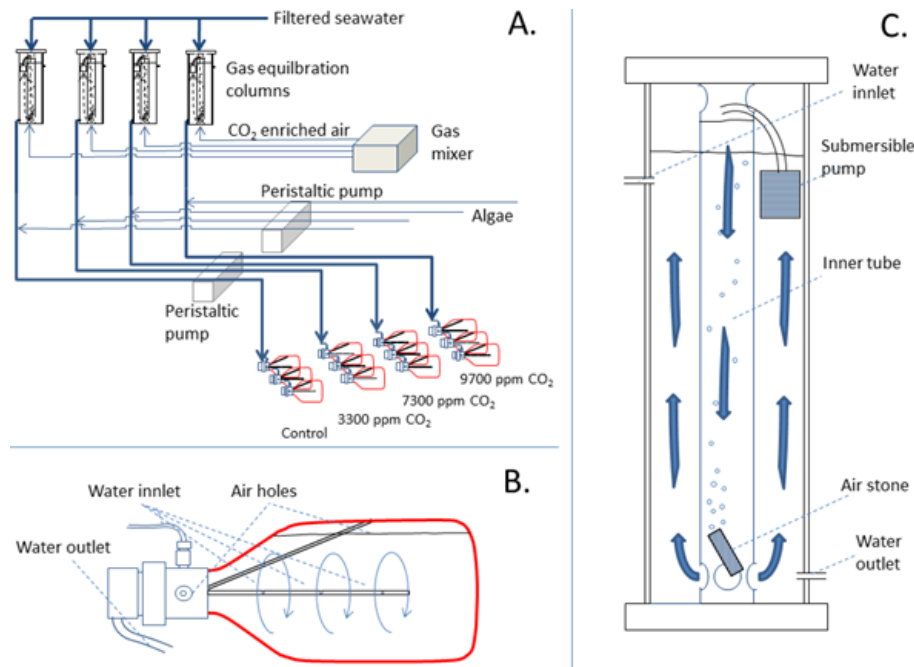 Filtered seawater
A.
Gas equilbration
columns
CO2 enriched air
Gas
mixer
Peristaltic pump
Algae
Peristaltic
pump
9700 ppm CO2
7300 ppm CO2
3300 ppm CO2
Control
B.
Water innlet
Air holes
Water outlet
C.
Water
innlet
Submersible
pump
Inner tube
Air stone
Water
outlet